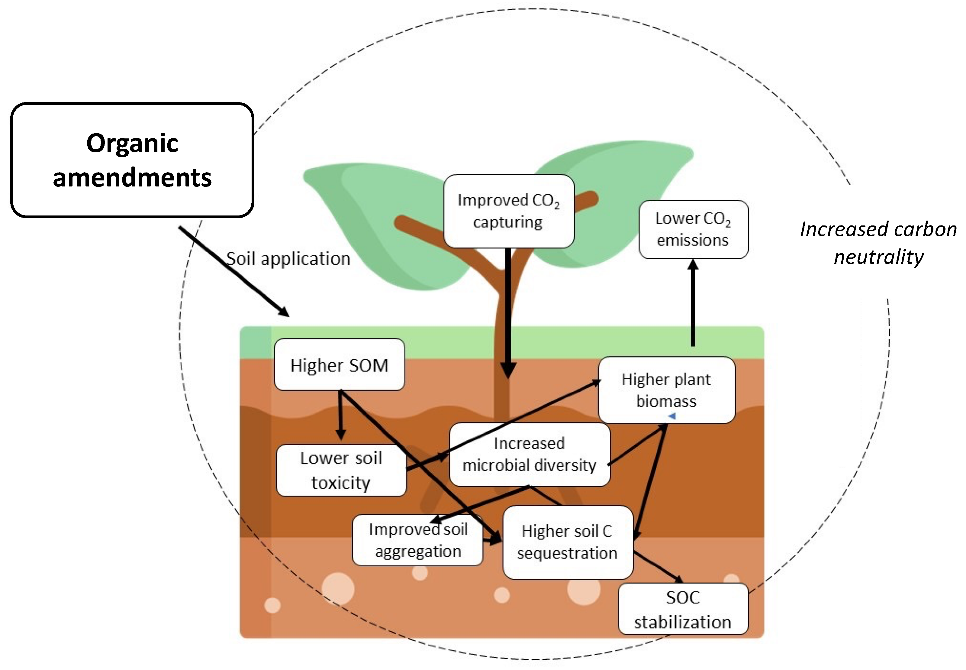 Organic
amendments
Improved CO₂
capturing
Lower CO₂
emissions
Increased carbon
neutrality
Soil application
Higher SOM
Higher plant
biomass
Lower soil
toxicity
Increased
microbial diversity
Improved soil
aggregation
Higher soil C
sequestration
SOC
stabilization